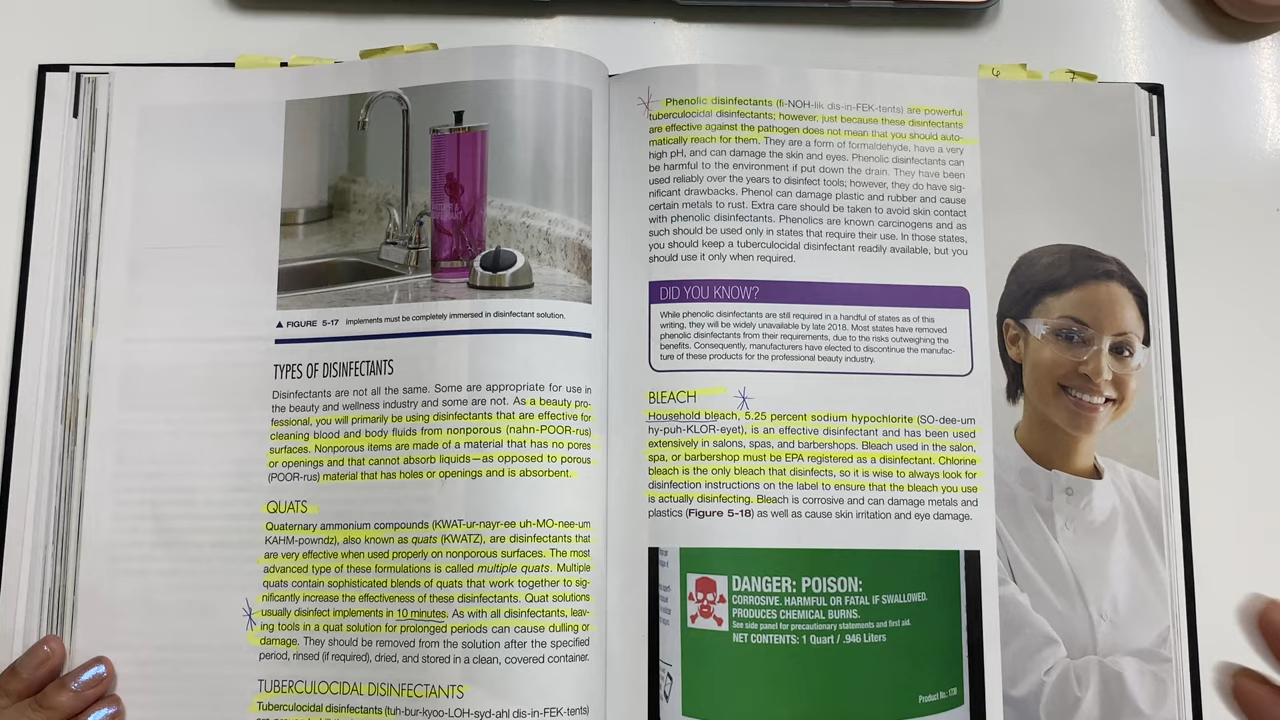 ▲ FIGURE 5-17 Implements must be completely immersed in disinfectant solution.
TYPES OF DISINFECTANTS
Disinfectants are not all the same. Some are appropriate for use in
the beauty and wellness industry and some are not. As a beauty pro-
fessional, you will primarily be using disinfectants that are effective for
cleaning blood and body fluids from nonporous (nahn-POOR-rus)
surfaces. Nonporous items are made of a material that has no pores
or openings and that cannot absorb liquids—as opposed to porous
(POOR-rus) material that has holes or openings and is absorbent.
QUATS
Quaternary ammonium compounds (KWAT-ur-nayr-ee uh-MO-nee-um
KAHM-powndz), also known as quats (KWATZ), are disinfectants that
are very effective when used properly on nonporous surfaces. The most
advanced type of these formulations is called multiple quats. Multiple
quats contain sophisticated blends of quats that work together to sig-
nificantly increase the effectiveness of these disinfectants. Quat solutions
usually disinfect implements in 10 minutes. As with all disinfectants, leav-
ing tools in a quat solution for prolonged periods can cause dulling or
damage. They should be removed from the solution after the specified
period, rinsed (if required), dried, and stored in a clean, covered container.
TUBERCULOCIDAL DISINFECTANTS
Tuberculocidal disinfectants (tuh-bur-kyoo-LOH-syd-ahl dis-in-FEK-tents)
6
7
Phenolic disinfectants (fi-NOH-lik dis-in-FEK-tents) are powerful
tuberculocidal disinfectants; however, just because these disinfectants
are effective against the pathogen does not mean that you should auto-
matically reach for them. They are a form of formaldehyde, have a very
high pH, and can damage the skin and eyes. Phenolic disinfectants can
be harmful to the environment if put down the drain. They have been
used reliably over the years to disinfect tools; however, they do have sig-
nificant drawbacks. Phenol can damage plastic and rubber and cause
certain metals to rust. Extra care should be taken to avoid skin contact
with phenolic disinfectants. Phenolics are known carcinogens and as
such should be used only in states that require their use. In those states,
you should keep a tuberculocidal disinfectant readily available, but you
should use it only when required.
DID YOU KNOW?
While phenolic disinfectants are still required in a handful of states as of this
writing, they will be widely unavailable by late 2018. Most states have removed
phenolic disinfectants from their requirements, due to the risks outweighing the
benefits. Consequently, manufacturers have elected to discontinue the manufac-
ture of these products for the professional beauty industry.
BLEACH
Household bleach, 5.25 percent sodium hypochlorite (SO-dee-um
hy-puh-KLOR-eyet), is an effective disinfectant and has been used
extensively in salons, spas, and barbershops. Bleach used in the salon,
spa, or barbershop must be EPA registered as a disinfectant. Chlorine
bleach is the only bleach that disinfects, so it is wise to always look for
disinfection instructions on the label to ensure that the bleach you use
is actually disinfecting. Bleach is corrosive and can damage metals and
plastics (Figure 5-18) as well as cause skin irritation and eye damage.
DANGER: POISON:
CORROSIVE. HARMFUL OR FATAL IF SWALLOWED.
PRODUCES CHEMICAL BURNS.
See side panel for precautionary statements and first aid.
NET CONTENTS: 1 Quart / .946 Liters